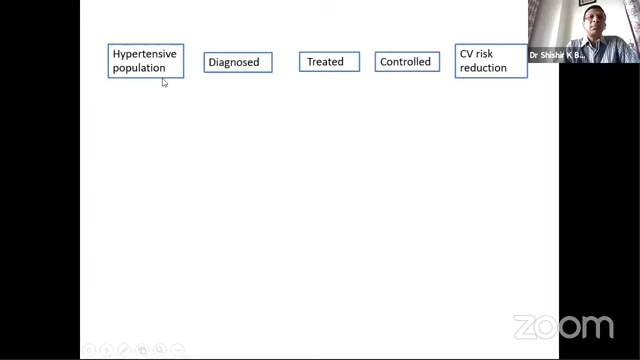 Hypertensive
population
Diagnosed
Treated
Controlled
CV risk
reduction
Dr Shishir K B...
zoom